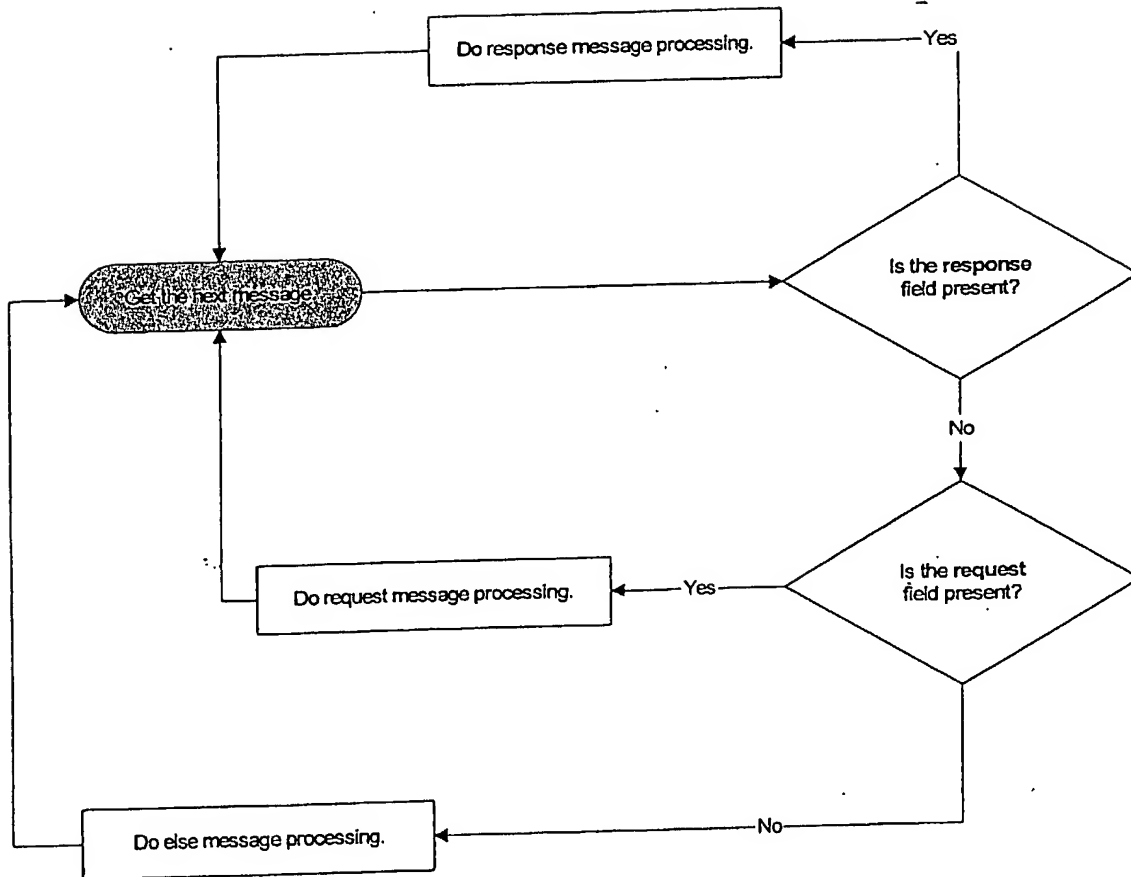 Do response message processing.
Yes
Get the next message.
Is the response
field present?
No
Is the request
field present?
Yes
Do request message processing.
No
Do else message processing.